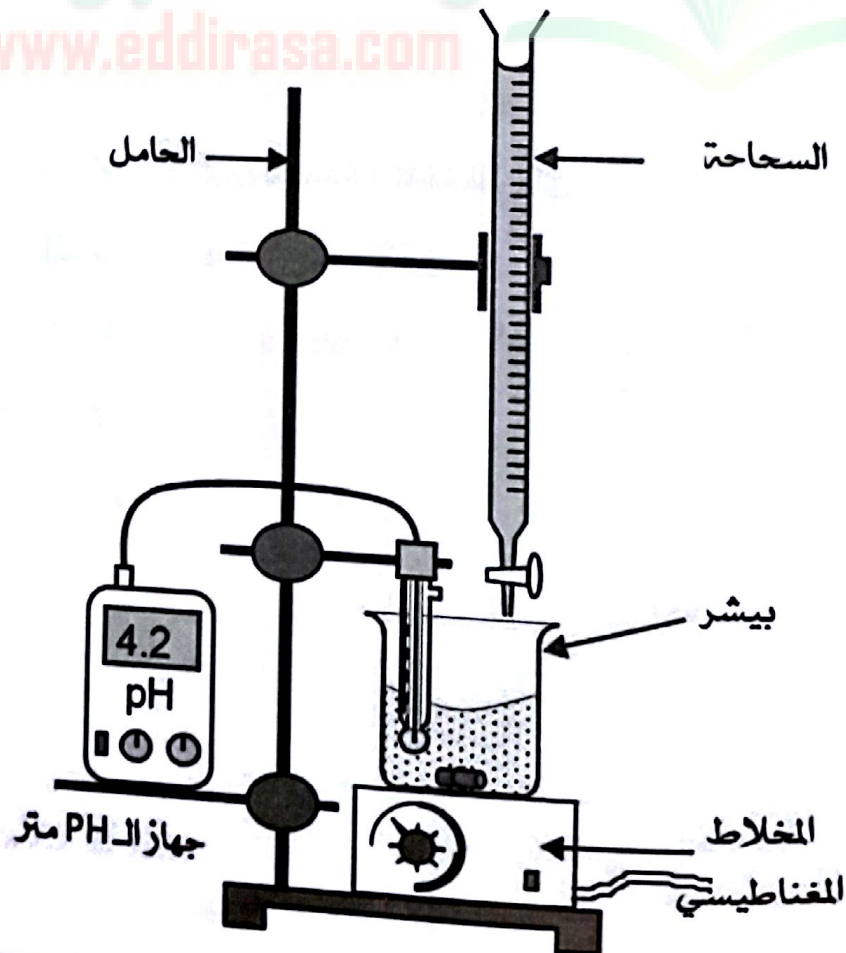 www.eddirasa.com
الحامل
السحاحة
بيشر
4.2
pH
جهاز الـ PH متر
المخلاط
المغناطيسي